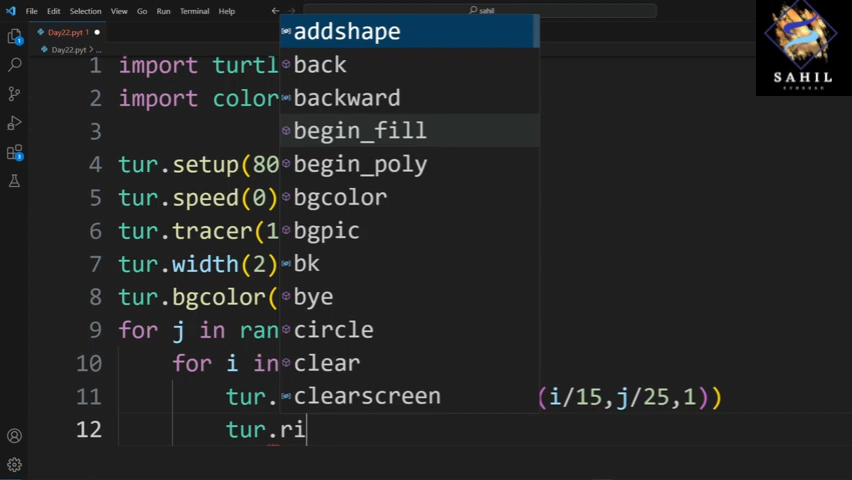 File Edit Selection View Go Run Terminal Help
sahil
Day22.pyt
Day22.pyt > ...
1 import turtl
2 import color
3
4 tur.setup(80
5 tur.speed(0)
6 tur.tracer(1
7 tur.width(2)
8 tur.bgcolor(
9 for j in ran
10 for i in
11 tur. (i/15,j/25,1))
12 tur.ri
addshape
back
backward
begin_fill
begin_poly
bgcolor
bgpic
bk
bye
circle
clear
clearscreen
1
3
SAHIL